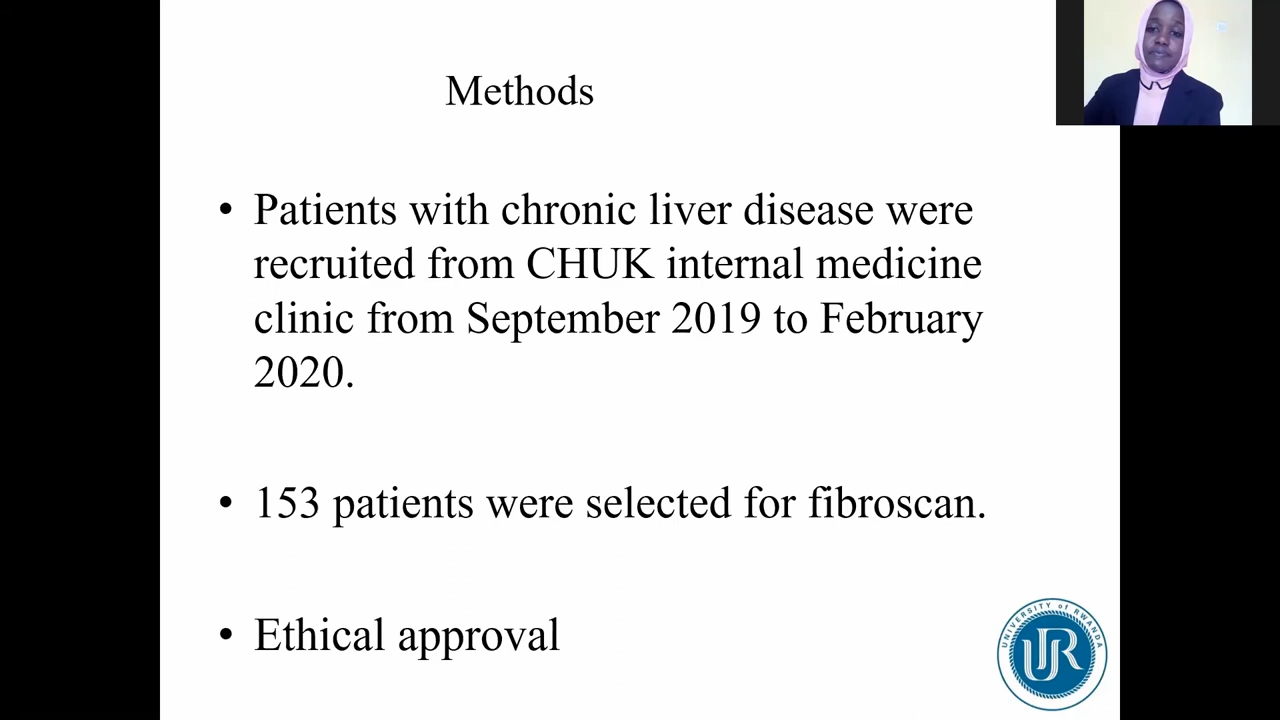 Methods
• Patients with chronic liver disease were
recruited from CHUK internal medicine
clinic from September 2019 to February
2020.
• 153 patients were selected for fibroscan.
• Ethical approval
UNIVERSITY of RWANDA
UR